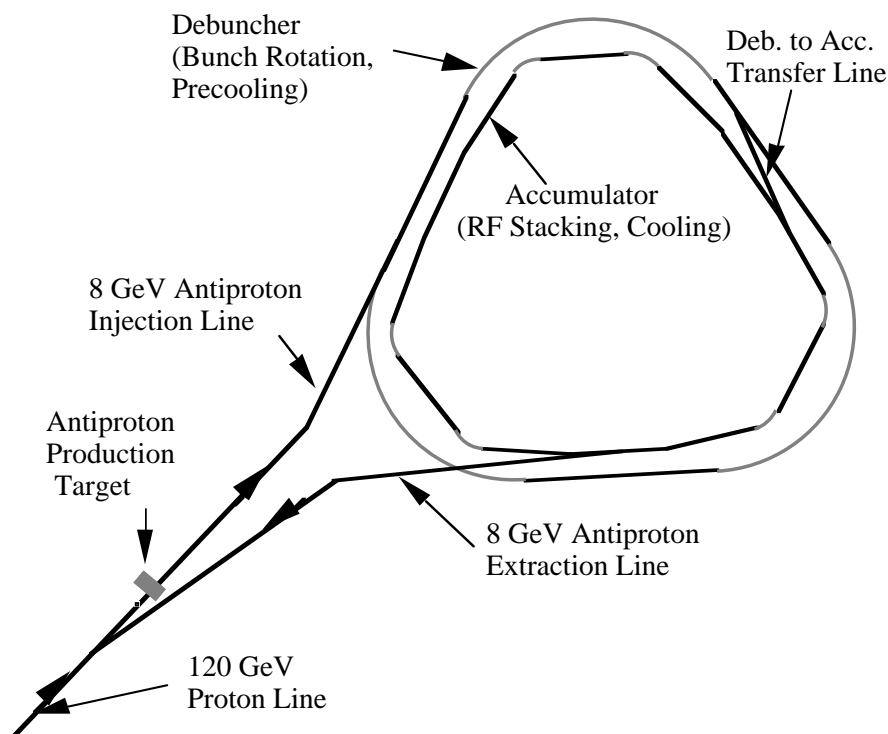 Debuncher
(Bunch Rotation,
Precooling)
Deb. to Acc.
Transfer Line
Accumulator
(RF Stacking, Cooling)
8 GeV Antiproton
Injection Line
Antiproton
Production
Target
8 GeV Antiproton
Extraction Line
120 GeV
Proton Line